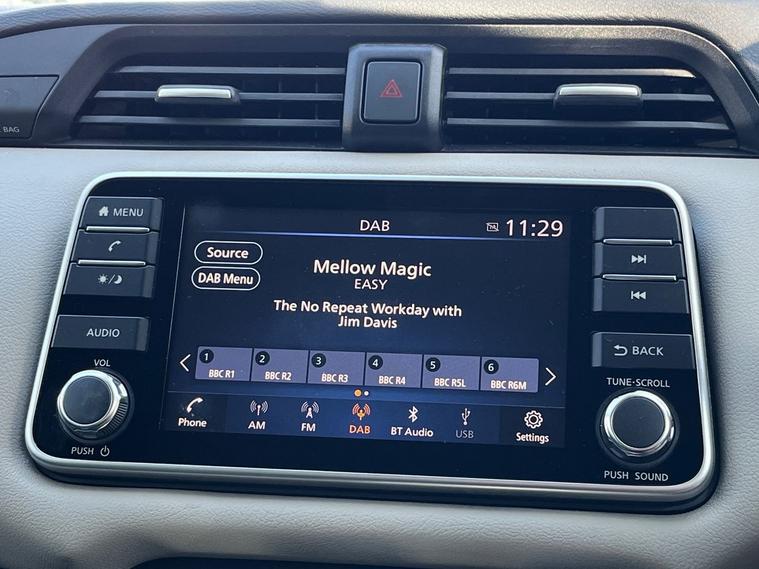 BAG
MENU
AUDIO
VOL
PUSH
DAB
11:29
Source
DAB Menu
Mellow Magic
EASY
The No Repeat Workday with
Jim Davis
1 2 3 4 5 6
BBC R1 BBC R2 BBC R3 BBC R4 BBC R5L BBC R6M
Phone AM FM DAB BT Audio USB Settings
BACK
TUNE·SCROLL
PUSH SOUND